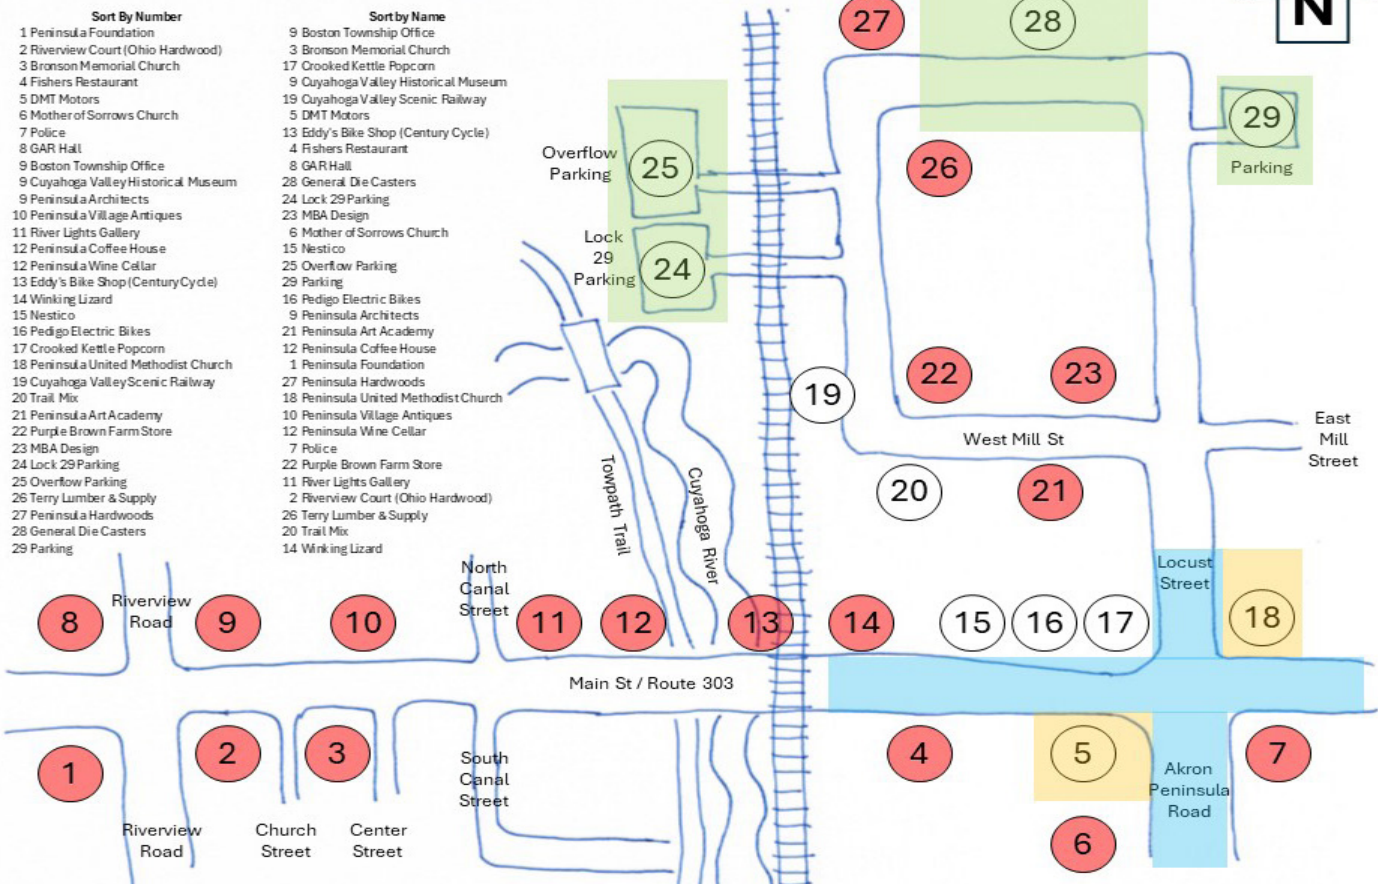 Sort By Number
1 Peninsula Foundation
2 Riverview Court (Ohio Hardwood)
3 Bronson Memorial Church
4 Fishers Restaurant
5 DMT Motors
6 Mother of Sorrows Church
7 Police
8 GAR Hall
9 Boston Township Office
9 Cuyahoga Valley Historical Museum
9 Peninsula Architects
10 Peninsula Village Antiques
11 River Lights Gallery
12 Peninsula Coffee House
12 Peninsula Wine Cellar
13 Eddy's Bike Shop (Century Cycle)
14 Winking Lizard
15 Nestico
16 Pedigo Electric Bikes
17 Crooked Kettle Popcorn
18 Peninsula United Methodist Church
19 Cuyahoga Valley Scenic Railway
20 Trail Mix
21 Peninsula Art Academy
22 Purple Brown Farm Store
23 MBA Design
24 Lock 29 Parking
25 Overflow Parking
26 Terry Lumber & Supply
27 Peninsula Hardwoods
28 General Die Casters
29 Parking
Sort by Name
9 Boston Township Office
3 Bronson Memorial Church
17 Crooked Kettle Popcorn
9 Cuyahoga Valley Historical Museum
19 Cuyahoga Valley Scenic Railway
5 DMT Motors
13 Eddy's Bike Shop (Century Cycle)
4 Fishers Restaurant
8 GAR Hall
28 General Die Casters
24 Lock 29 Parking
23 MBA Design
6 Mother of Sorrows Church
15 Nestico
25 Overflow Parking
29 Parking
16 Pedigo Electric Bikes
9 Peninsula Architects
21 Peninsula Art Academy
12 Peninsula Coffee House
1 Peninsula Foundation
27 Peninsula Hardwoods
18 Peninsula United Methodist Church
10 Peninsula Village Antiques
12 Peninsula Wine Cellar
7 Police
22 Purple Brown Farm Store
11 River Lights Gallery
2 Riverview Court (Ohio Hardwood)
26 Terry Lumber & Supply
20 Trail Mix
14 Winking Lizard
N
27
28
29
Parking
Overflow
Parking
25
26
Lock
29
Parking
24
22
23
19
West Mill St
East
Mill
Street
20
21
Towpath Trail
Cuyahoga River
North
Canal
Street
Locust
Street
Riverview
Road
8
9
10
11
12
13
14
15
16
17
18
Main St / Route 303
1
2
3
4
5
7
South
Canal
Street
Akron
Peninsula
Road
Riverview
Road
Church
Street
Center
Street
6